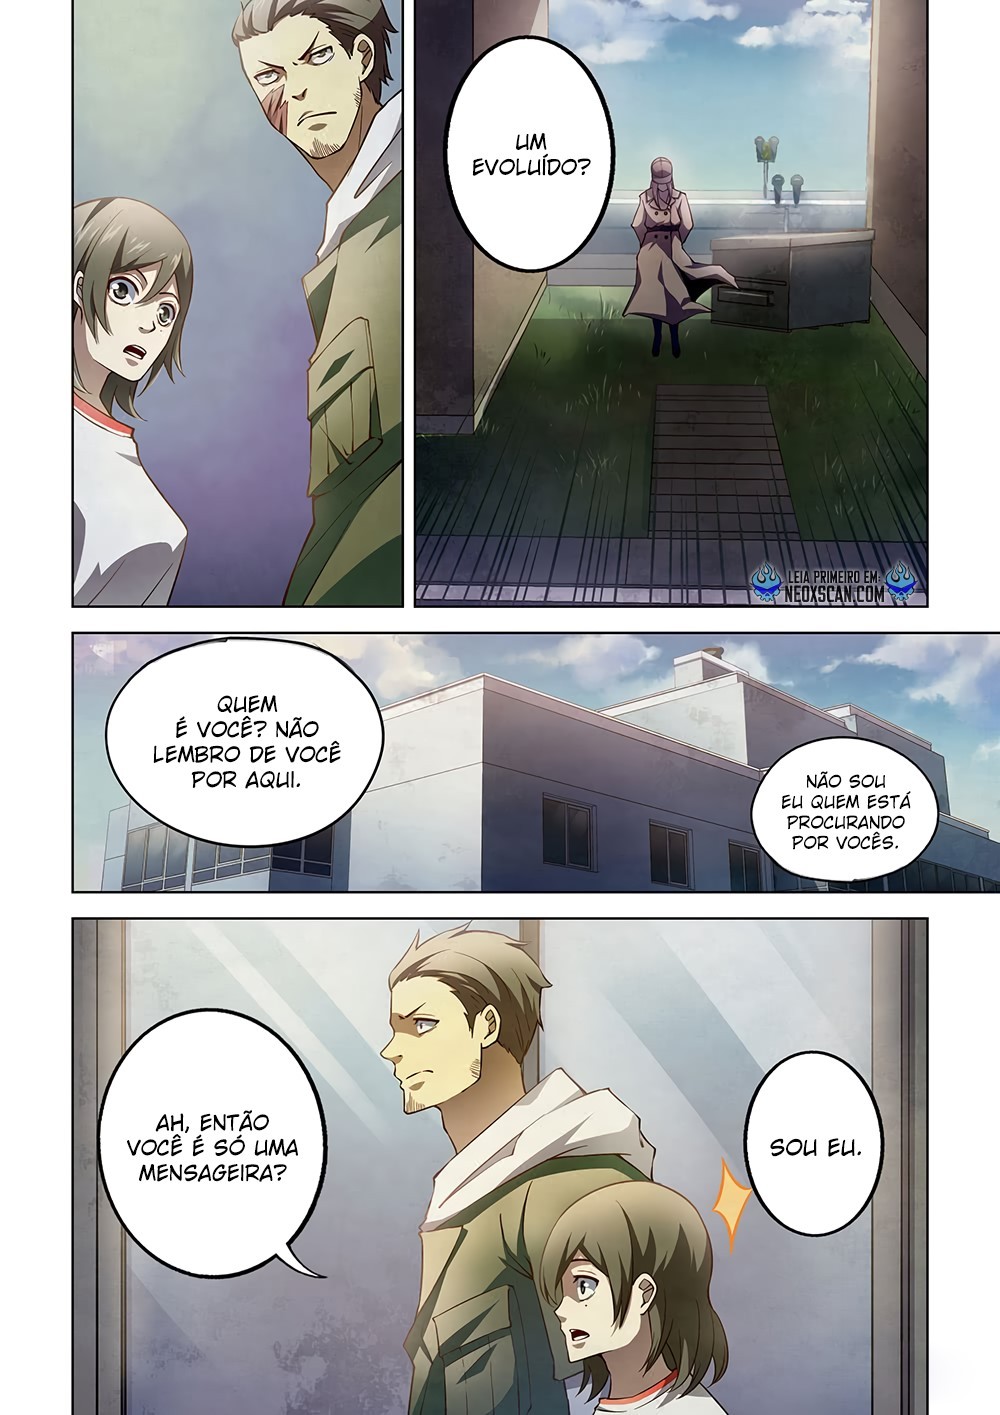 UM
EVOLUÍDO?
LEIA PRIMEIRO EM:
NEOXSCAN.COM
QUEM
É VOCÊ? NÃO
LEMBRO DE VOCÊ
POR AQUI.
NÃO SOU
EU QUEM ESTÁ
PROCURANDO
POR VOCÊS.
AH, ENTÃO
VOCÊ É SÓ UMA
MENSAGEIRA?
SOU EU.